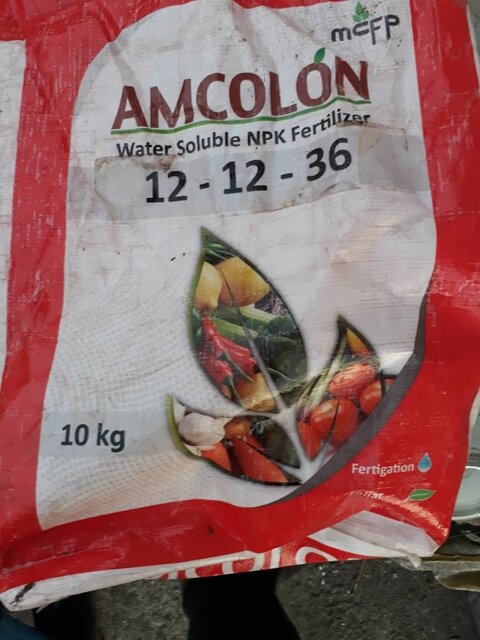 mcFP
AMCOLON
Water Soluble NPK Fertilizer
12 - 12 - 36
10 kg
Fertigation